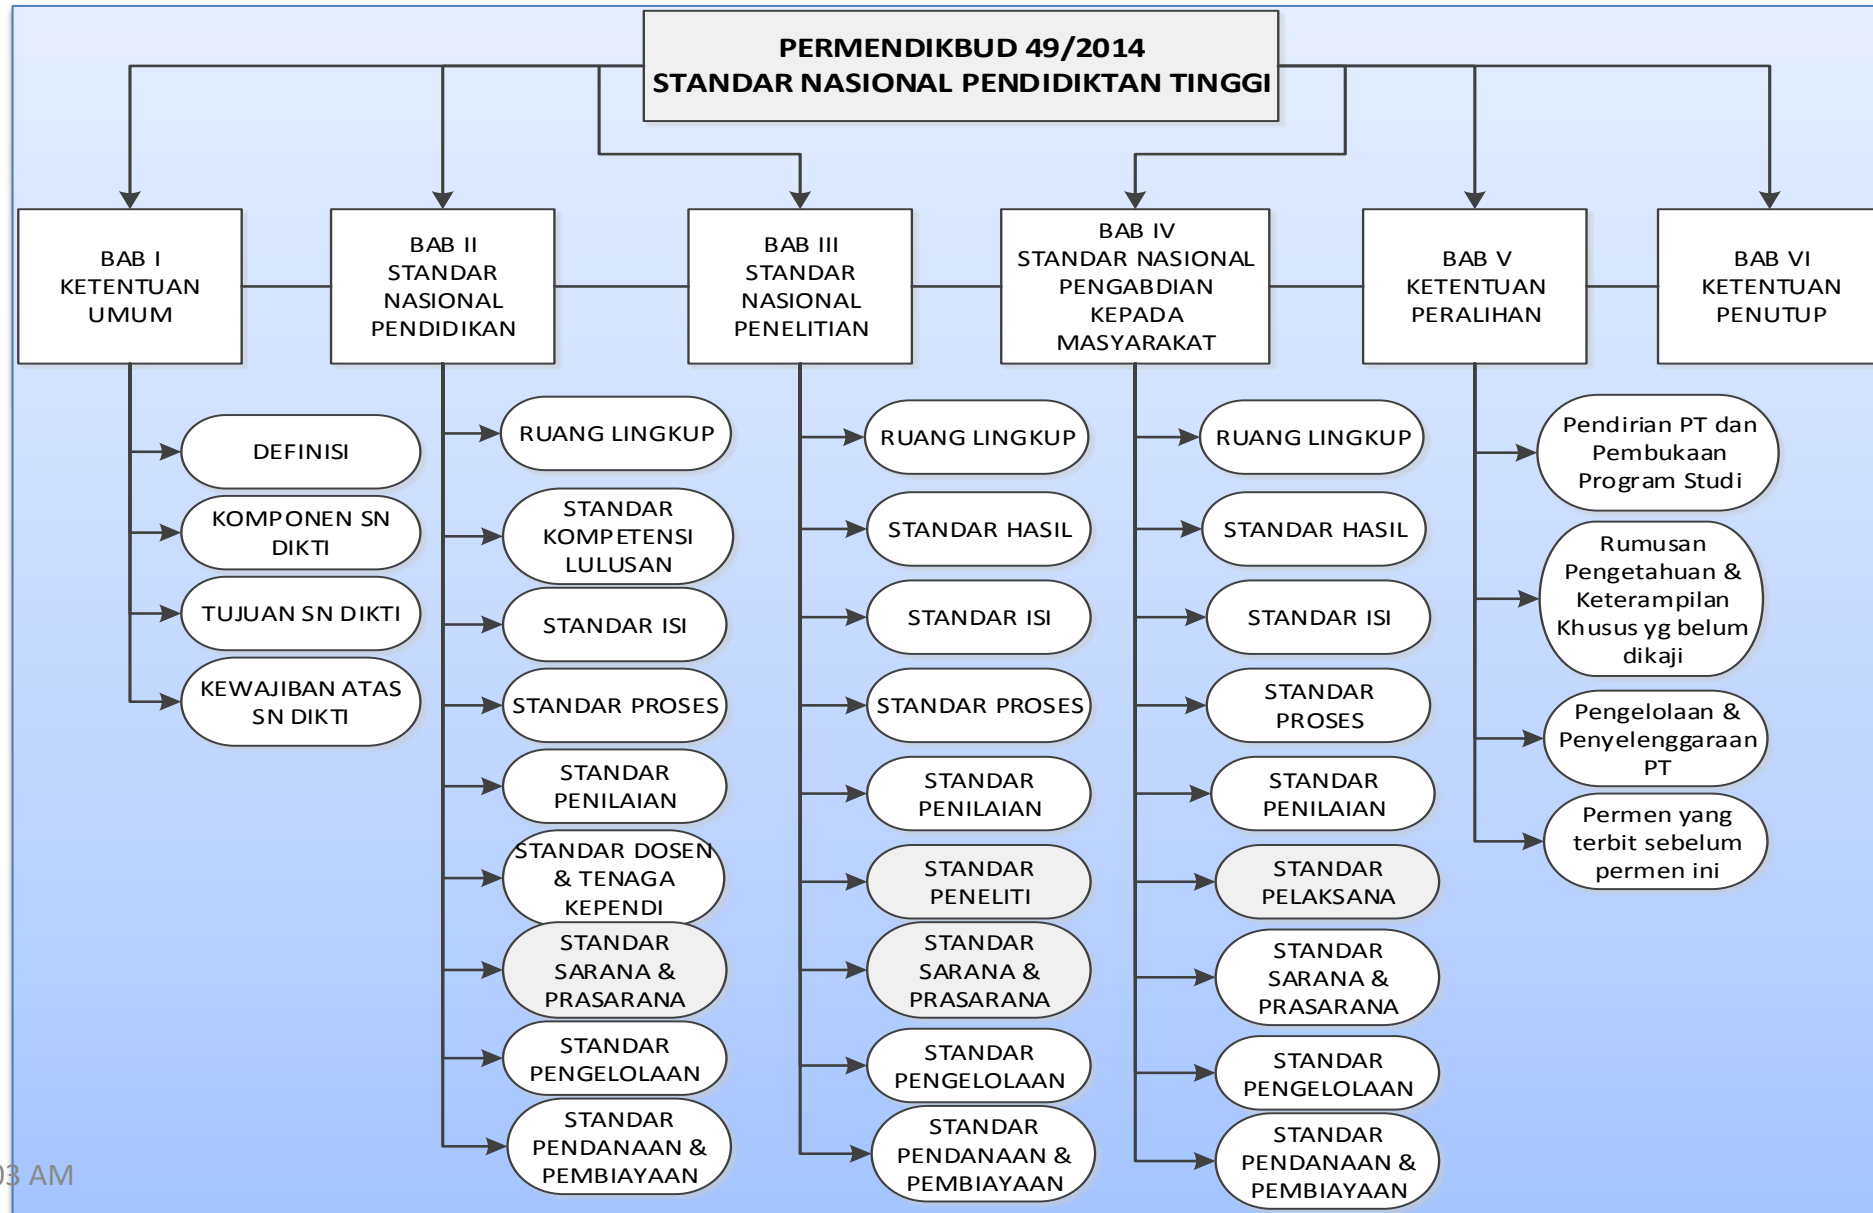 PERMENDIKBUD 49/2014
STANDAR NASIONAL PENDIDIKTAN TINGGI
BAB I
KETENTUAN
UMUM
BAB II
STANDAR
NASIONAL
PENDIDIKAN
BAB III
STANDAR
NASIONAL
PENELITIAN
BAB IV
STANDAR NASIONAL
PENGABDIAN
KEPADA
MASYARAKAT
BAB V
KETENTUAN
PERALIHAN
BAB VI
KETENTUAN
PENUTUP
DEFINISI
KOMPONEN SN
DIKTI
TUJUAN SN DIKTI
KEWAJIBAN ATAS
SN DIKTI
RUANG LINGKUP
STANDAR
KOMPETENSI
LULUSAN
STANDAR ISI
STANDAR PROSES
STANDAR
PENILAIAN
STANDAR DOSEN
& TENAGA
KEPENDI
STANDAR
SARANA &
PRASARANA
STANDAR
PENGELOLAAN
STANDAR
PENDANAAN &
PEMBIAYAAN
RUANG LINGKUP
STANDAR HASIL
STANDAR ISI
STANDAR PROSES
STANDAR
PENILAIAN
STANDAR
PENELITI
STANDAR
SARANA &
PRASARANA
STANDAR
PENGELOLAAN
STANDAR
PENDANAAN &
PEMBIAYAAN
RUANG LINGKUP
STANDAR HASIL
STANDAR ISI
STANDAR
PROSES
STANDAR
PENILAIAN
STANDAR
PELAKSANA
STANDAR
SARANA &
PRASARANA
STANDAR
PENGELOLAAN
STANDAR
PENDANAAN &
PEMBIAYAAN
Pendirian PT dan
Pembukaan
Program Studi
Rumusan
Pengetahuan &
Keterampilan
Khusus yg belum
dikaji
Pengelolaan &
Penyelenggaraan
PT
Permen yang
terbit sebelum
permen ini
03 AM